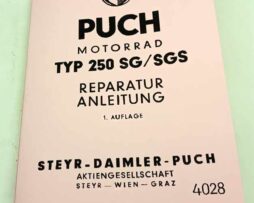 PUCH
MOTORRAD
TYP 250 SG/SGS
REPARATUR
ANLEITUNG
1. AUFLAGE
STEYR-DAIMLER-PUCH
AKTIENGESELLSCHAFT
STEYR — WIEN — GRAZ
4028